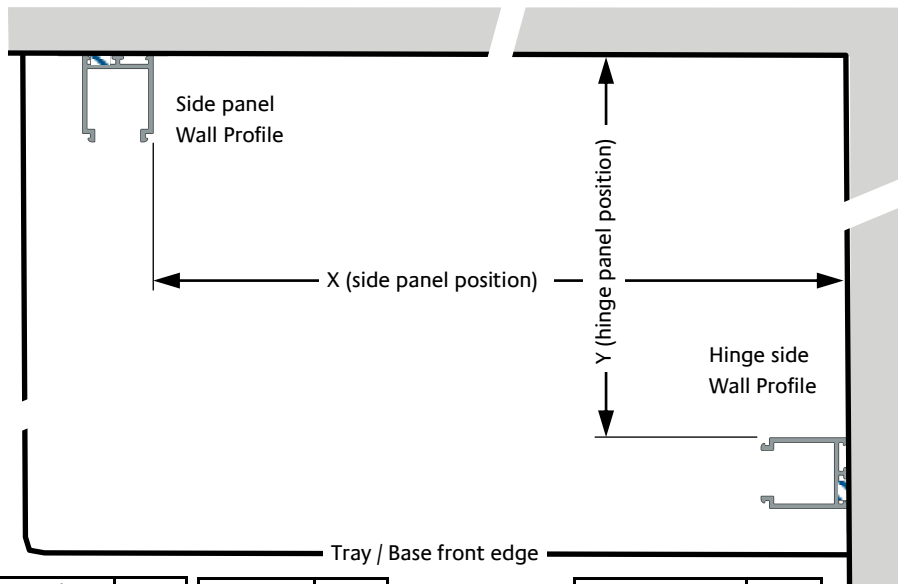 Side panel
Wall Profile
Y (hinge panel position)
X (side panel position)
Hinge side
Wall Profile
Tray / Base front edge